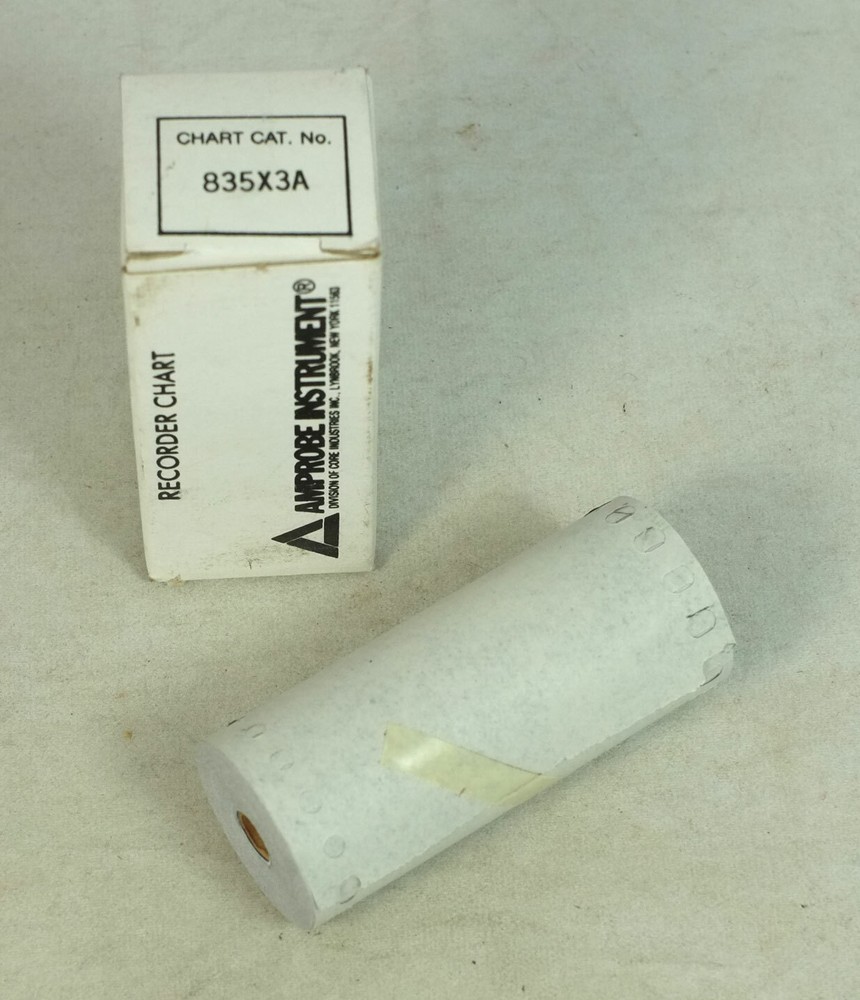 CHART CAT. No.
835X3A
RECORDER CHART
AMPROBE INSTRUMENT®
DIVISION OF CORE INDUSTRIES INC., LYNBROOK, NEW YORK 11563